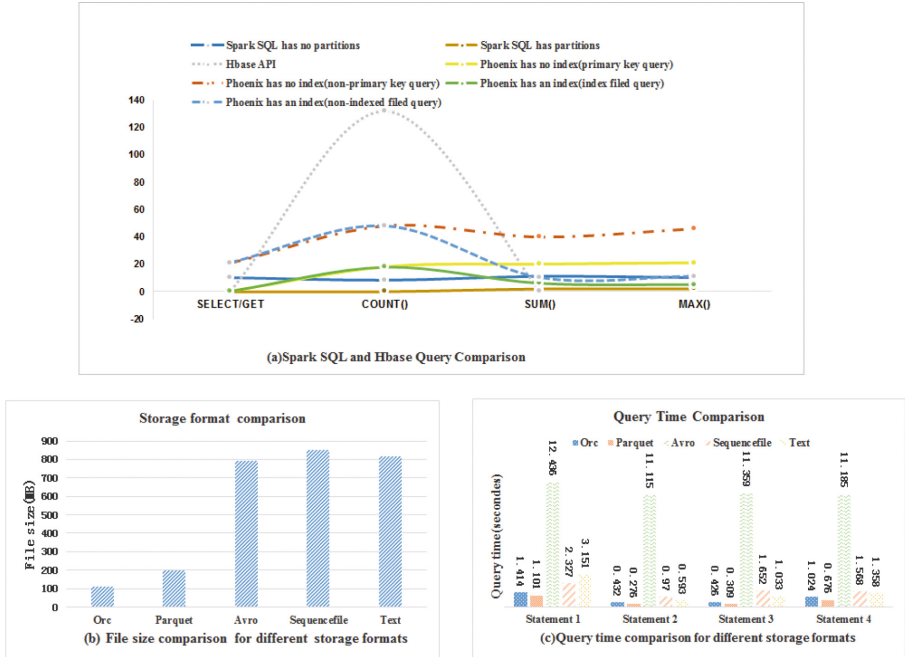 Spark SQL has no partitions Spark SQL has partitions
Hbase API Phoenix has no index(primary key query)
Phoenix has no index(non-primary key query) Phoenix has an index(index filed query)
Phoenix has an index(non-indexed filed query)
140
120
100
80
60
40
20
0
-20
SELECT/GET COUNT() SUM() MAX()
(a)Spark SQL and Hbase Query Comparison
Storage format comparison
File size(MB)
900
800
700
600
500
400
300
200
100
0
Orc Parquet Avro Sequencefile Text
(b) File size comparison for different storage formats
Query Time Comparison
Orc Parquet Avro Sequencefile Text
Query time(secondes)
1.414 1.101 12.436 2.327 3.151
0.432 0.276 11.115 0.97 0.593
0.426 0.309 11.359 1.652 1.033
1.024 0.676 11.185 1.568 1.358
Statement 1 Statement 2 Statement 3 Statement 4
(c)Query time comparison for different storage formats